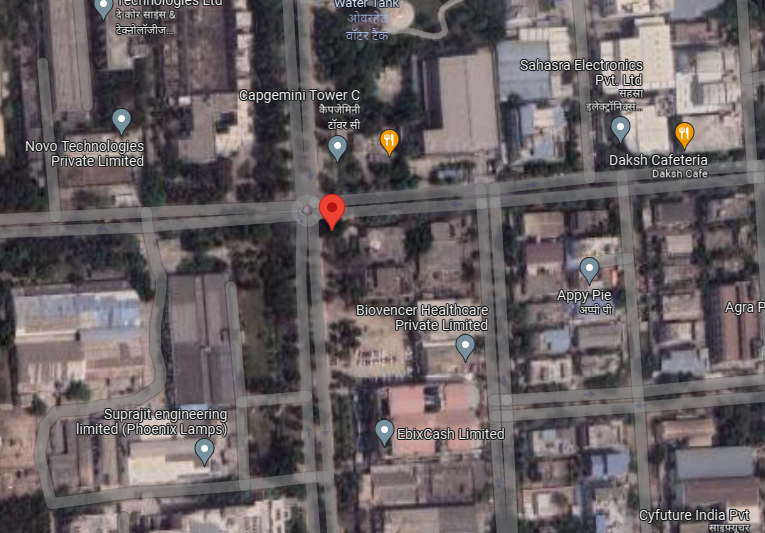 Technologies Ltd
दे कोर साइंस &
टेक्नोलॉजीज...
Water Tank
ओवरहेड
वॉटर टैंक
Sahasra Electronics
Pvt. Ltd
सहस्रा
इलेक्ट्रॉनिक्स...
Capgemini Tower C
कैपजेमिनी
टॉवर सी
Novo Technologies
Private Limited
Daksh Cafeteria
Daksh Cafe
Appy Pie
अप्पी पी
Biovencer Healthcare
Private Limited
Agra P
Suprajit engineering
limited (Phoenix Lamps)
EbixCash Limited
Cyfuture India Pvt
साइफ़्यूचर